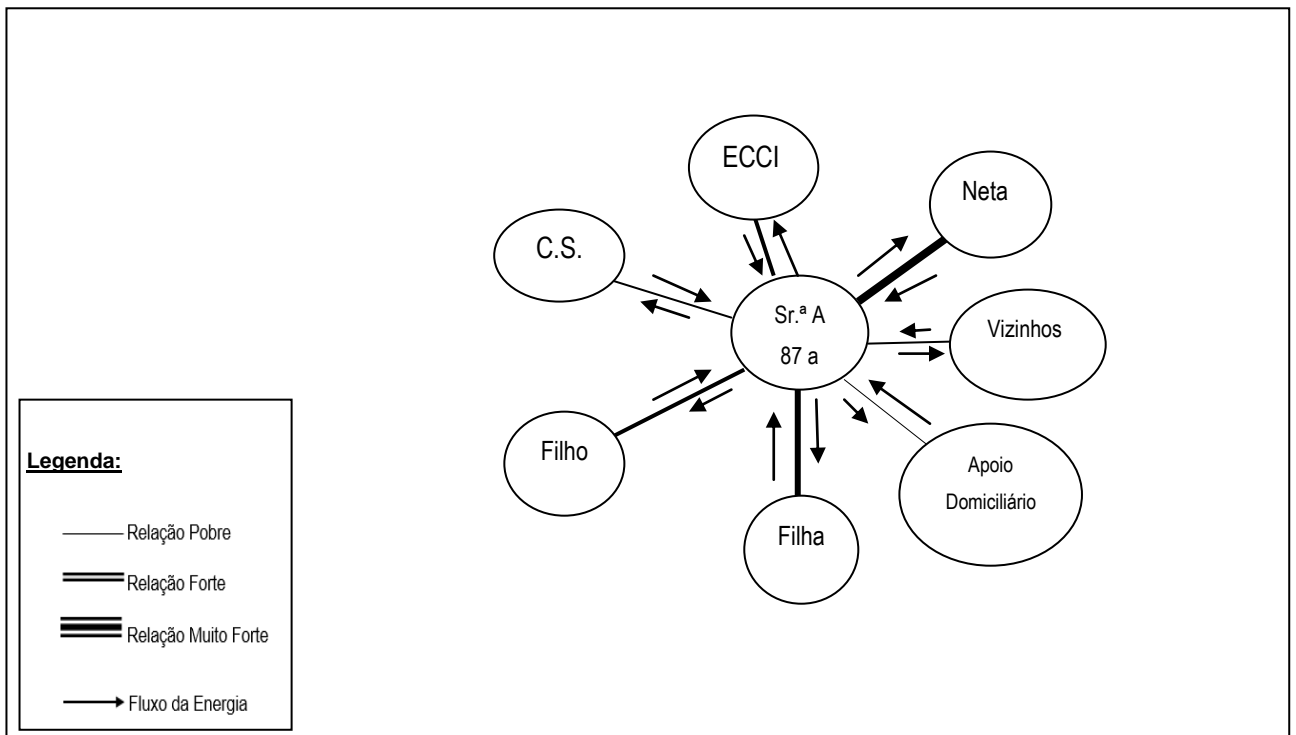 ECCI
Neta
C.S.
Sr.ª A
87 a
Vizinhos
Filho
Apoio
Domiciliário
Filha
Legenda:
Relação Pobre
Relação Forte
Relação Muito Forte
Fluxo da Energia